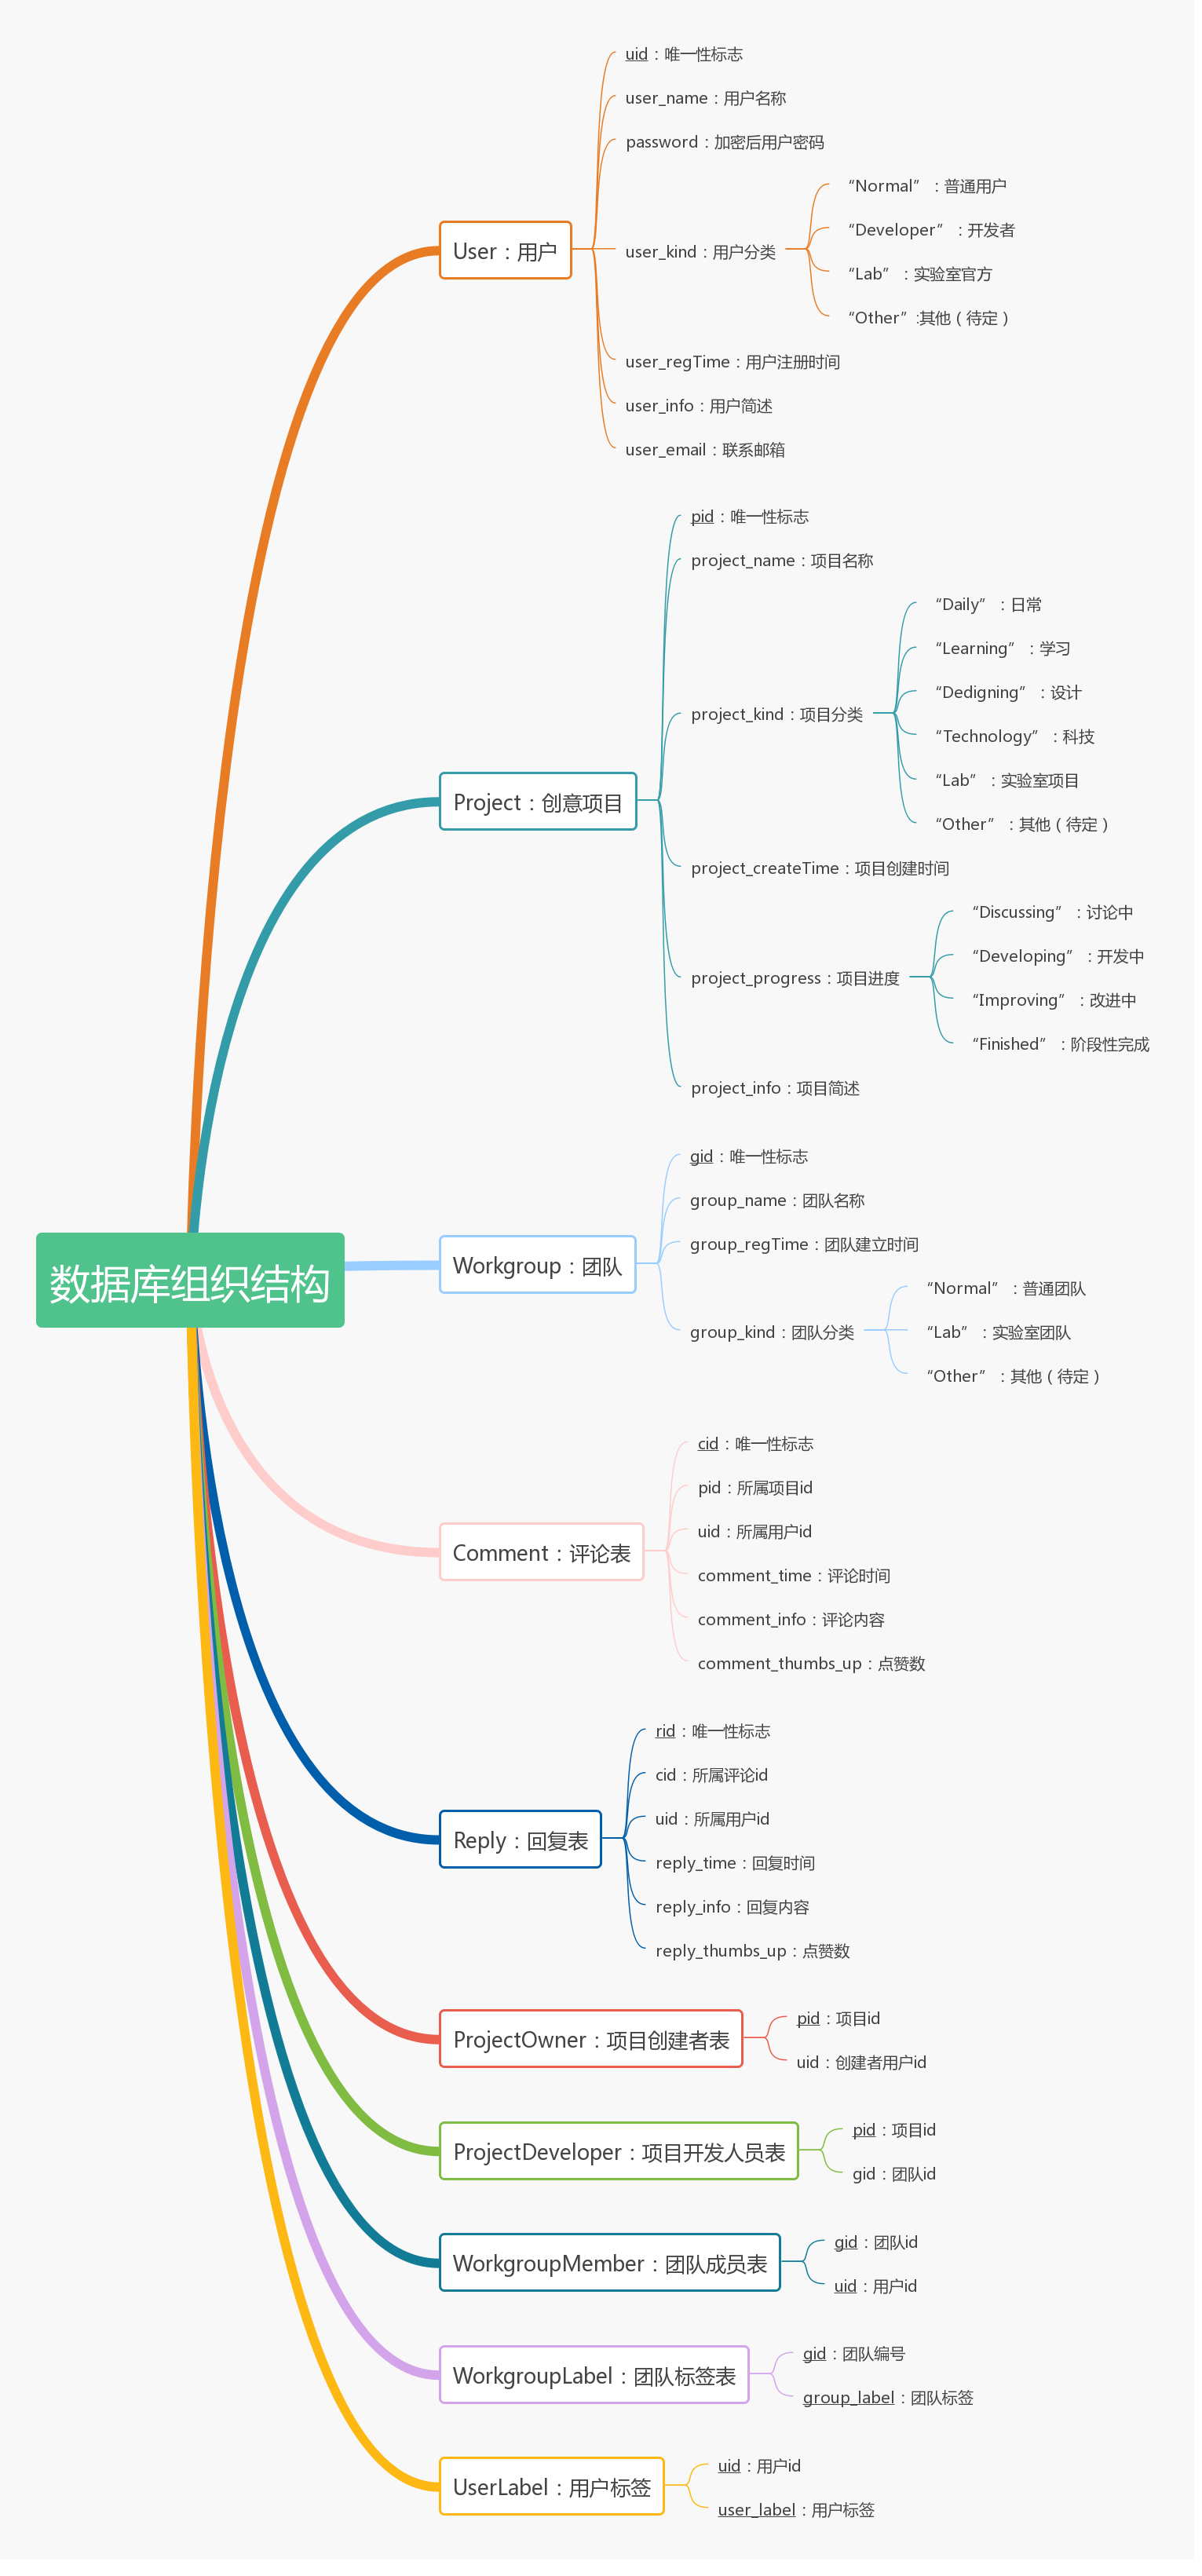 数据库组织结构
User：用户
uid：唯一性标志
user_name：用户名称
password：加密后用户密码
user_kind：用户分类
“Normal” ：普通用户
“Developer” ：开发者
“Lab” ：实验室官方
“Other”:其他（待定）
user_regTime：用户注册时间
user_info：用户简述
user_email：联系邮箱
Project：创意项目
pid：唯一性标志
project_name：项目名称
project_kind：项目分类
“Daily” ：日常
“Learning” ：学习
“Dedigning” ：设计
“Technology” ：科技
“Lab” ：实验室项目
“Other” ：其他（待定）
project_createTime：项目创建时间
project_progress：项目进度
“Discussing” ：讨论中
“Developing” ：开发中
“Improving” ：改进中
“Finished” ：阶段性完成
project_info：项目简述
Workgroup：团队
gid：唯一性标志
group_name：团队名称
group_regTime：团队建立时间
group_kind：团队分类
“Normal” ：普通团队
“Lab” ：实验室团队
“Other” ：其他（待定）
Comment：评论表
cid：唯一性标志
pid：所属项目id
uid：所属用户id
comment_time：评论时间
comment_info：评论内容
comment_thumbs_up：点赞数
Reply：回复表
rid：唯一性标志
cid：所属评论id
uid：所属用户id
reply_time：回复时间
reply_info：回复内容
reply_thumbs_up：点赞数
ProjectOwner：项目创建者表
pid：项目id
uid：创建者用户id
ProjectDeveloper：项目开发人员表
pid：项目id
gid：团队id
WorkgroupMember：团队成员表
gid：团队id
uid：用户id
WorkgroupLabel：团队标签表
gid：团队编号
group_label：团队标签
UserLabel：用户标签
uid：用户id
user_label：用户标签